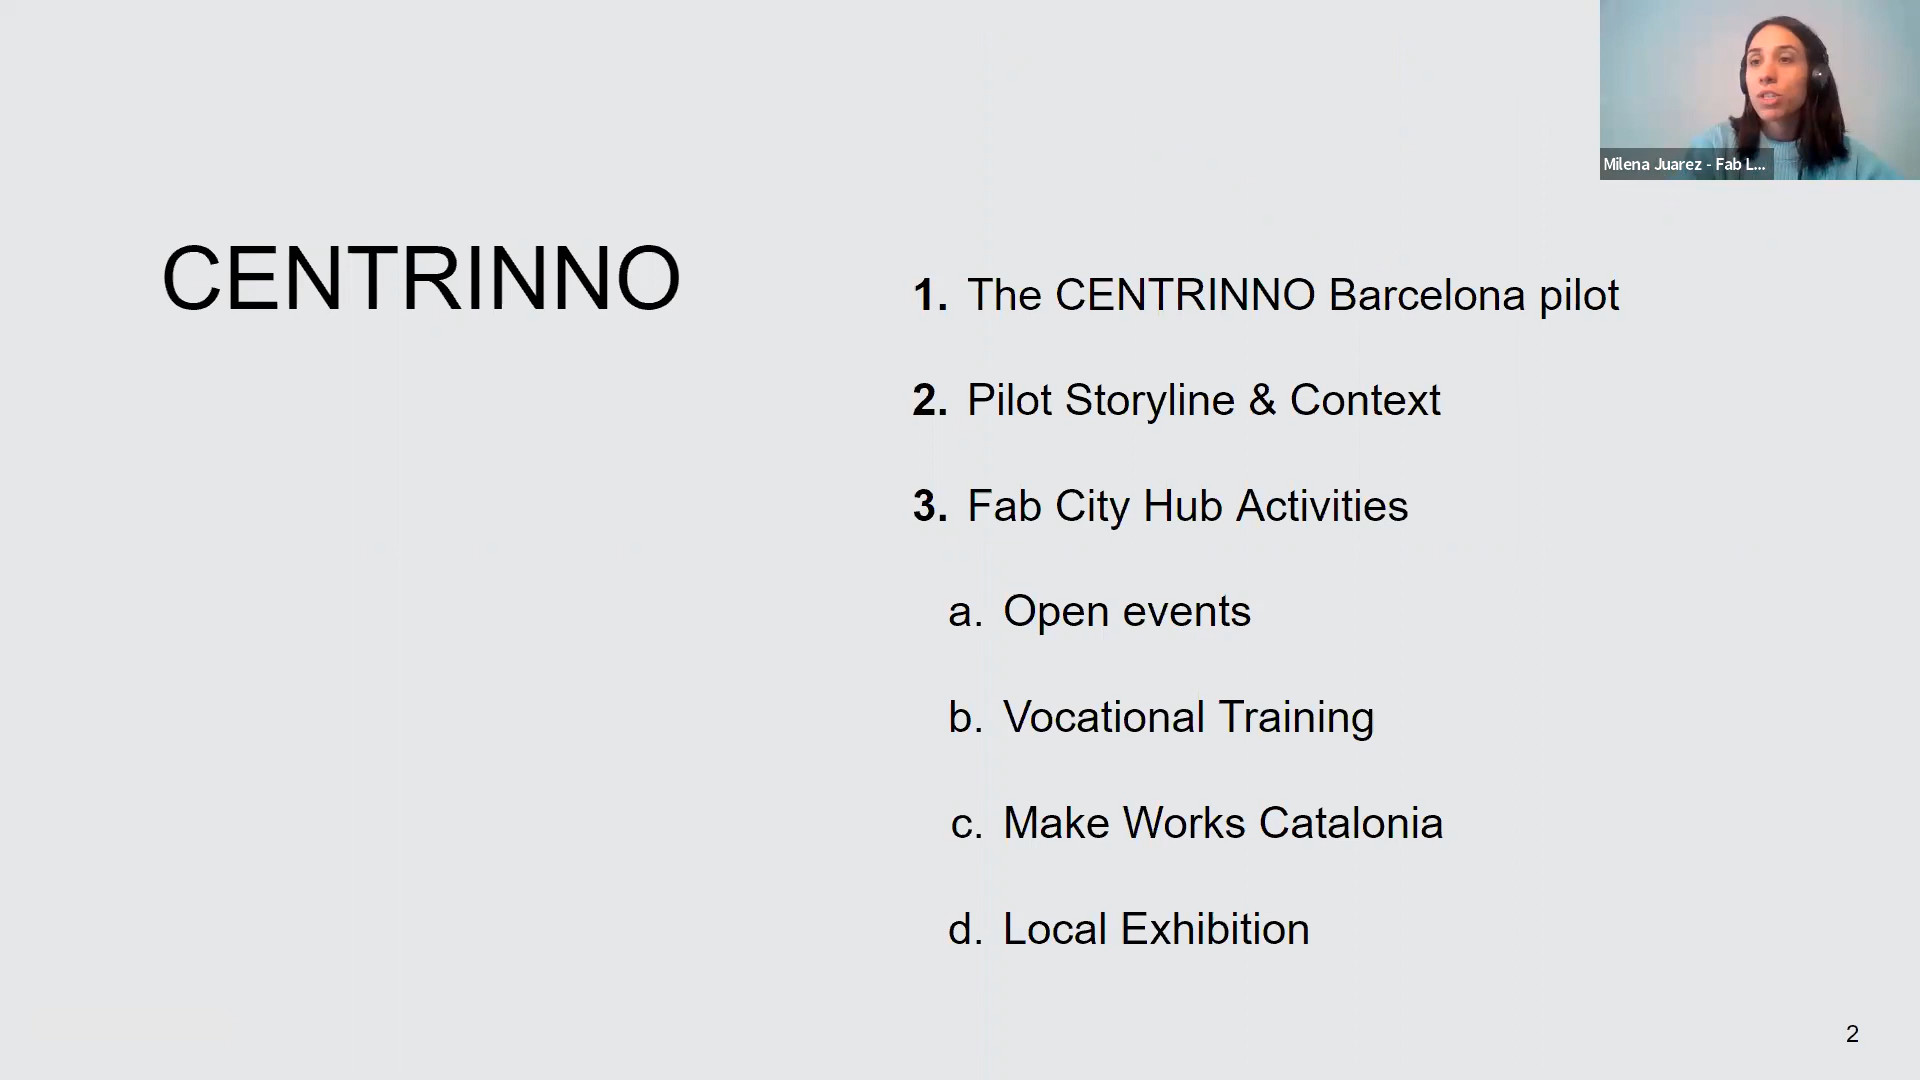 Milena Juarez - Fab L...
CENTRINNO
1. The CENTRINNO Barcelona pilot
2. Pilot Storyline & Context
3. Fab City Hub Activities
a. Open events
b. Vocational Training
c. Make Works Catalonia
d. Local Exhibition
2